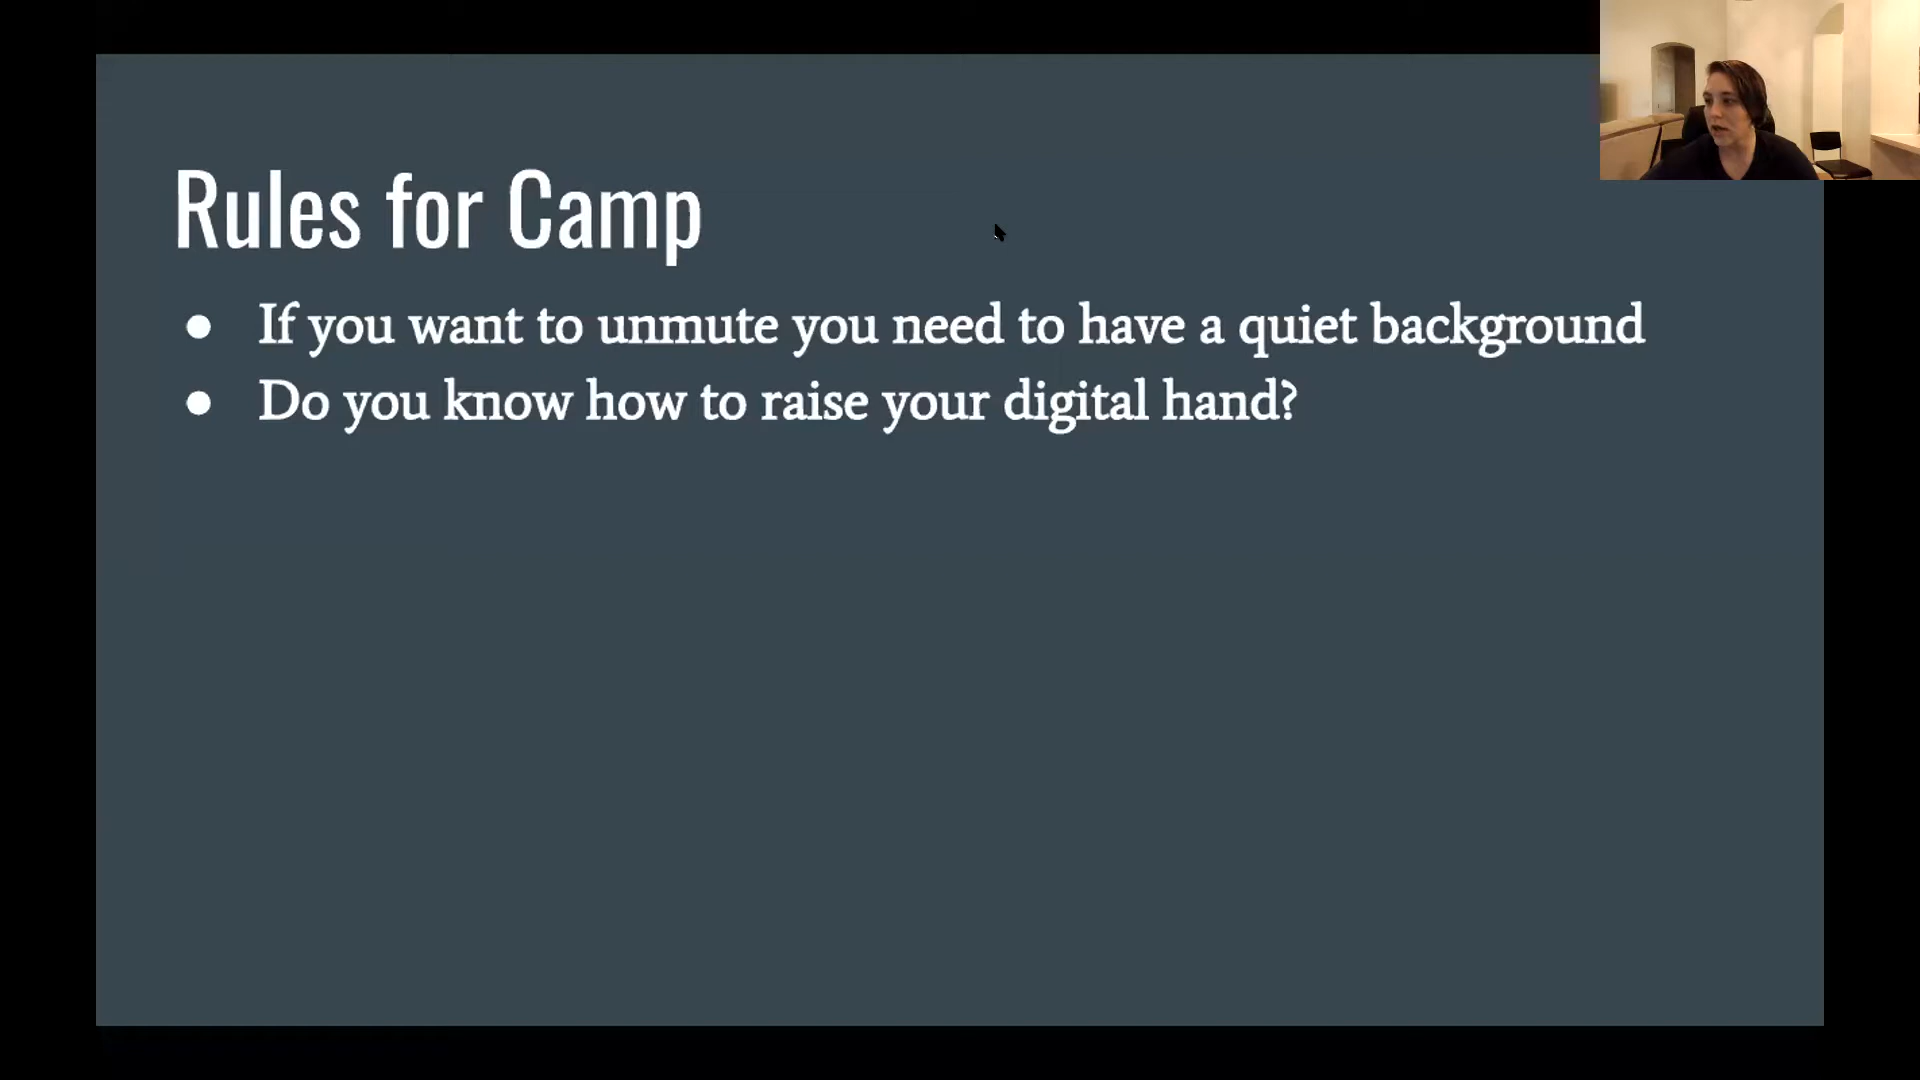 Rules for Camp
● If you want to unmute you need to have a quiet background
● Do you know how to raise your digital hand?